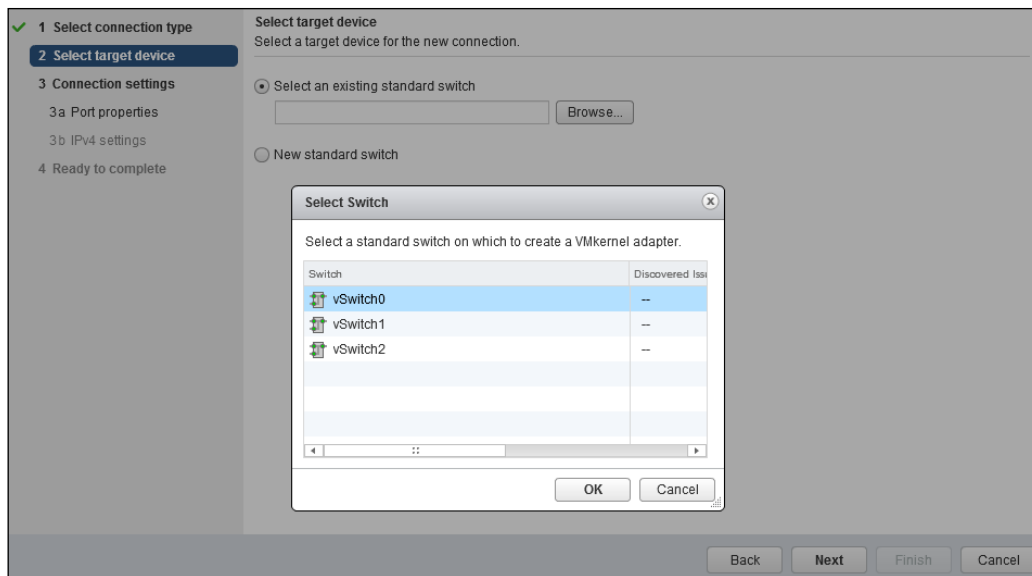 1 Select connection type
2 Select target device
3 Connection settings
3a Port properties
3b IPv4 settings
4 Ready to complete
Select target device
Select a target device for the new connection.
Select an existing standard switch
Browse...
New standard switch
Select Switch
Select a standard switch on which to create a VMkernel adapter.
Switch Discovered Issu
vSwitch0 --
vSwitch1 --
vSwitch2 --
OK Cancel
Back Next Finish Cancel